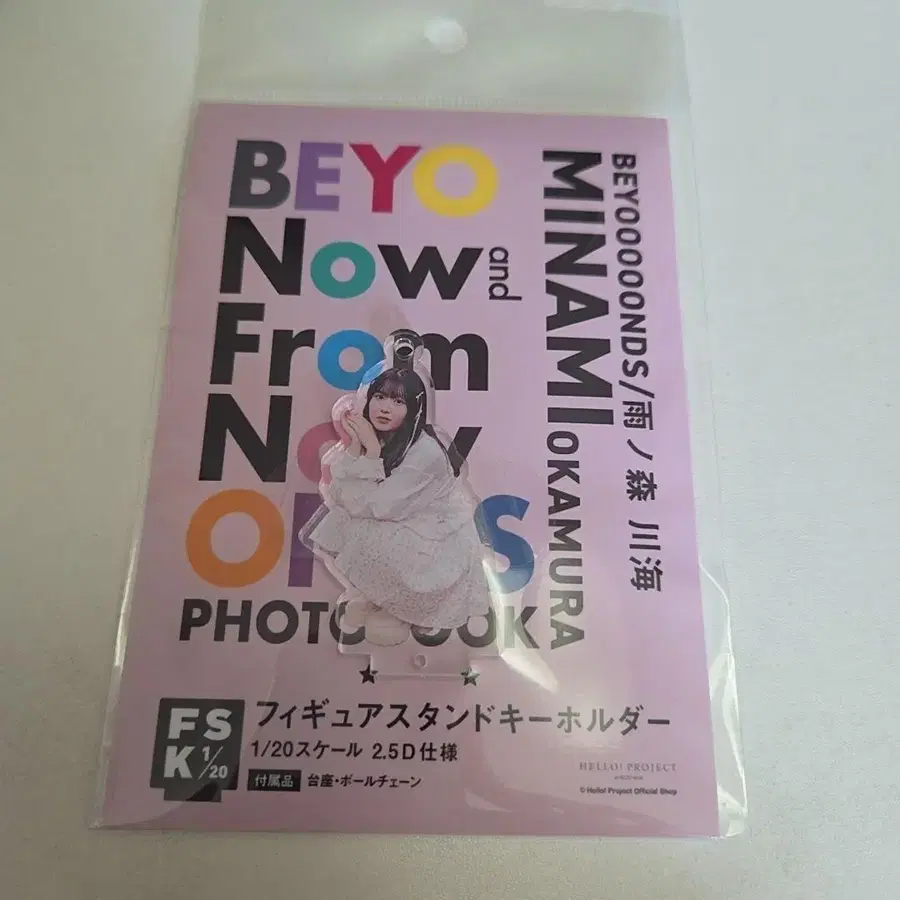 BEYO
Now and
From
Now
PHOTOBOOK
BEYOOOOONDS/雨ノ森 川海
MINAMI OKAMURA
FSK 1/20
フィギュアスタンドキーホルダー
1/20スケール 2.5D仕様
付属品 台座・ボールチェーン
HELLO! PROJECT
© Hello! Project Official Shop